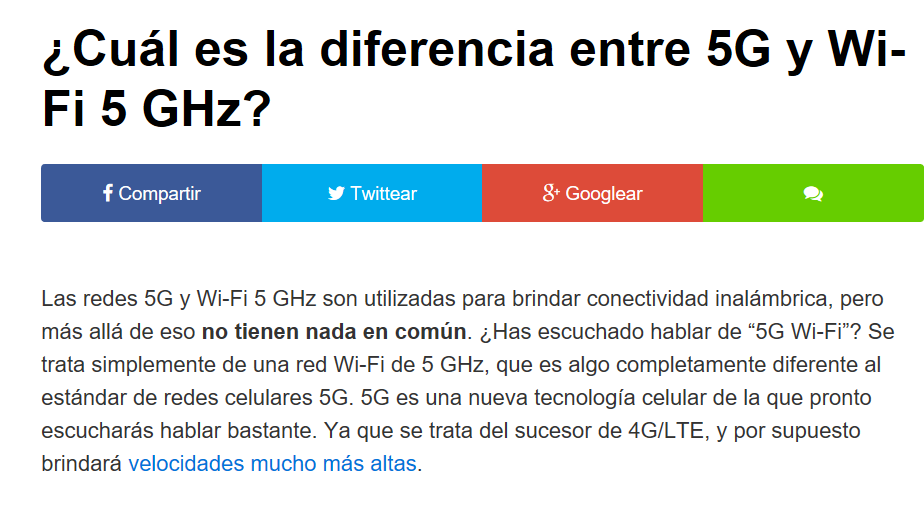 ¿Cuál es la diferencia entre 5G y Wi-
Fi 5 GHz?
Compartir
Twittear
Googlear
Las redes 5G y Wi-Fi 5 GHz son utilizadas para brindar conectividad inalámbrica, pero
más allá de eso no tienen nada en común. ¿Has escuchado hablar de “5G Wi-Fi”? Se
trata simplemente de una red Wi-Fi de 5 GHz, que es algo completamente diferente al
estándar de redes celulares 5G. 5G es una nueva tecnología celular de la que pronto
escucharás hablar bastante. Ya que se trata del sucesor de 4G/LTE, y por supuesto
brindará velocidades mucho más altas.